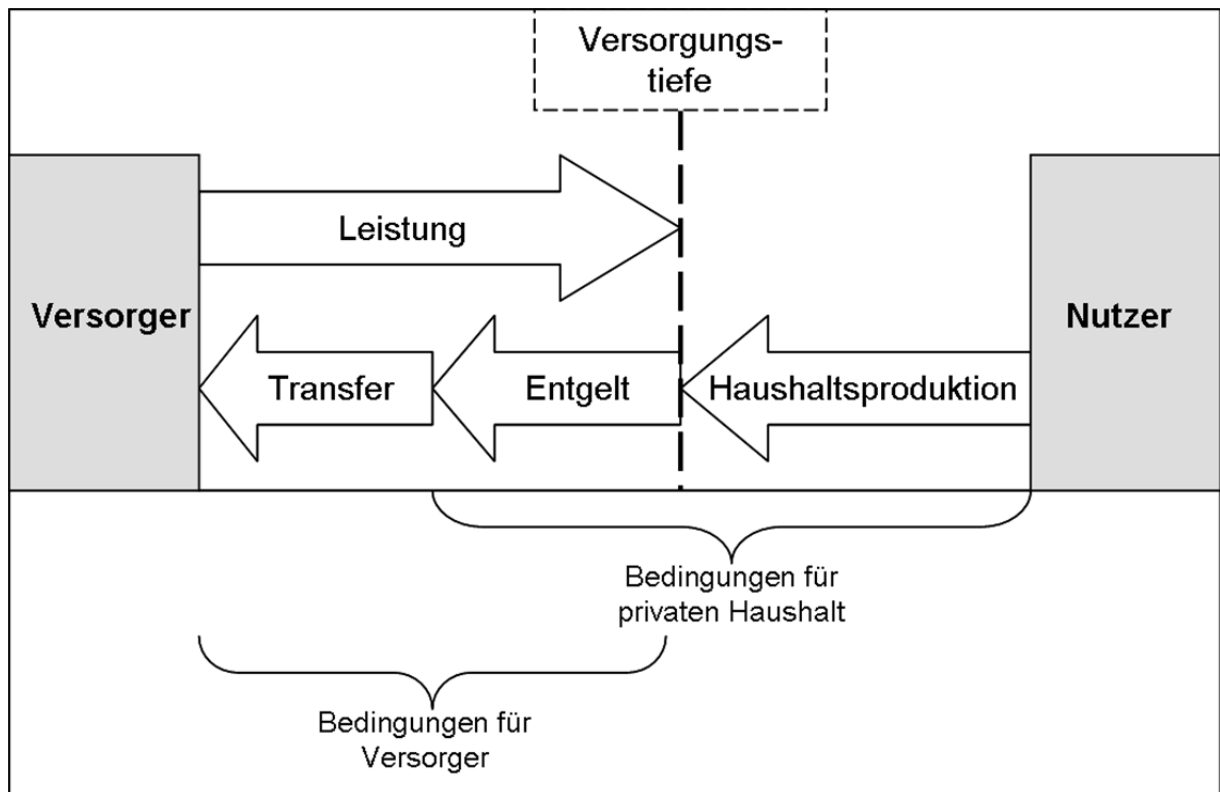 Versorgungs-
tiefe
Leistung
Versorger
Nutzer
Transfer
Entgelt
Haushaltsproduktion
Bedingungen für
privaten Haushalt
Bedingungen für
Versorger